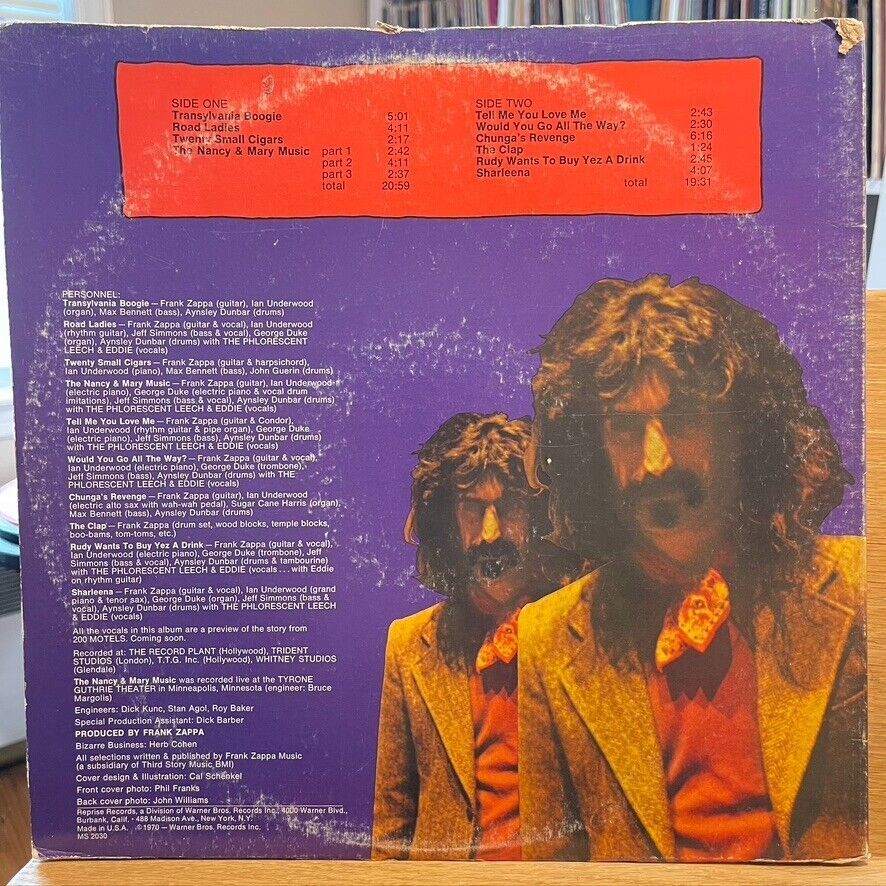 SIDE ONE
Transylvania Boogie 5:01
Road Ladies 4:11
Twenty Small Cigars 2:17
The Nancy & Mary Music part 1 2:42
part 2 4:11
part 3 2:37
total 20:59
SIDE TWO
Tell Me You Love Me 2:43
Would You Go All The Way? 2:30
Chunga's Revenge 6:16
The Clap 1:24
Rudy Wants To Buy Yez A Drink 2:45
Sharleena 4:07
total 19:31
PERSONNEL:
Transylvania Boogie — Frank Zappa (guitar), Ian Underwood
(organ), Max Bennett (bass), Aynsley Dunbar (drums)
Road Ladies — Frank Zappa (guitar & vocal), Ian Underwood
(rhythm guitar), Jeff Simmons (bass & vocal), George Duke
(organ), Aynsley Dunbar (drums) with THE PHLORESCENT
LEECH & EDDIE (vocals)
Twenty Small Cigars — Frank Zappa (guitar & harpsichord),
Ian Underwood (piano), Max Bennett (bass), John Guerin (drums)
The Nancy & Mary Music — Frank Zappa (guitar), Ian Underwood
(electric piano), George Duke (electric piano & vocal drum
imitations), Jeff Simmons (bass & vocal), Aynsley Dunbar (drums)
with THE PHLORESCENT LEECH & EDDIE (vocals)
Tell Me You Love Me — Frank Zappa (guitar & Condor),
Ian Underwood (rhythm guitar & pipe organ), George Duke
(electric piano), Jeff Simmons (bass), Aynsley Dunbar (drums)
with THE PHLORESCENT LEECH & EDDIE (vocals)
Would You Go All The Way? — Frank Zappa (guitar & vocal),
Ian Underwood (electric piano), George Duke (trombone),
Jeff Simmons (bass), Aynsley Dunbar (drums) with THE
PHLORESCENT LEECH & EDDIE (vocals)
Chunga's Revenge — Frank Zappa (guitar), Ian Underwood
(electric alto sax with wah-wah pedal), Sugar Cane Harris (organ),
Max Bennett (bass), Aynsley Dunbar (drums)
The Clap — Frank Zappa (drum set, wood blocks, temple blocks,
boo-bams, tom-toms, etc.)
Rudy Wants To Buy Yez A Drink — Frank Zappa (guitar & vocal),
Ian Underwood (electric piano), George Duke (trombone), Jeff
Simmons (bass & vocal), Aynsley Dunbar (drums & tambourine)
with THE PHLORESCENT LEECH & EDDIE (vocals . . . with Eddie
on rhythm guitar)
Sharleena — Frank Zappa (guitar & vocal), Ian Underwood (grand
piano & tenor sax), George Duke (organ), Jeff Simmons (bass &
vocal), Aynsley Dunbar (drums) with THE PHLORESCENT LEECH
& EDDIE (vocals)
All the vocals in this album are a preview of the story from
200 MOTELS. Coming soon.
Recorded at: THE RECORD PLANT (Hollywood), TRIDENT
STUDIOS (London), T.T.G. Inc. (Hollywood), WHITNEY STUDIOS
(Glendale)
The Nancy & Mary Music was recorded live at the TYRONE
GUTHRIE THEATER in Minneapolis, Minnesota (engineer: Bruce
Margolis)
Engineers: Dick Kunc, Stan Agol, Roy Baker
Special Production Assistant: Dick Barber
PRODUCED BY FRANK ZAPPA
Bizarre Business: Herb Cohen
All selections written & published by Frank Zappa Music
(a subsidiary of Third Story Music BMI)
Cover design & Illustration: Cal Schenkel
Front cover photo: Phil Franks
Back cover photo: John Williams
Reprise Records, a Division of Warner Bros. Records Inc., 4000 Warner Blvd.,
Burbank, Calif. • 488 Madison Ave., New York, N.Y.
Made in U.S.A. ©1970 — Warner Bros. Records Inc.
MS 2030